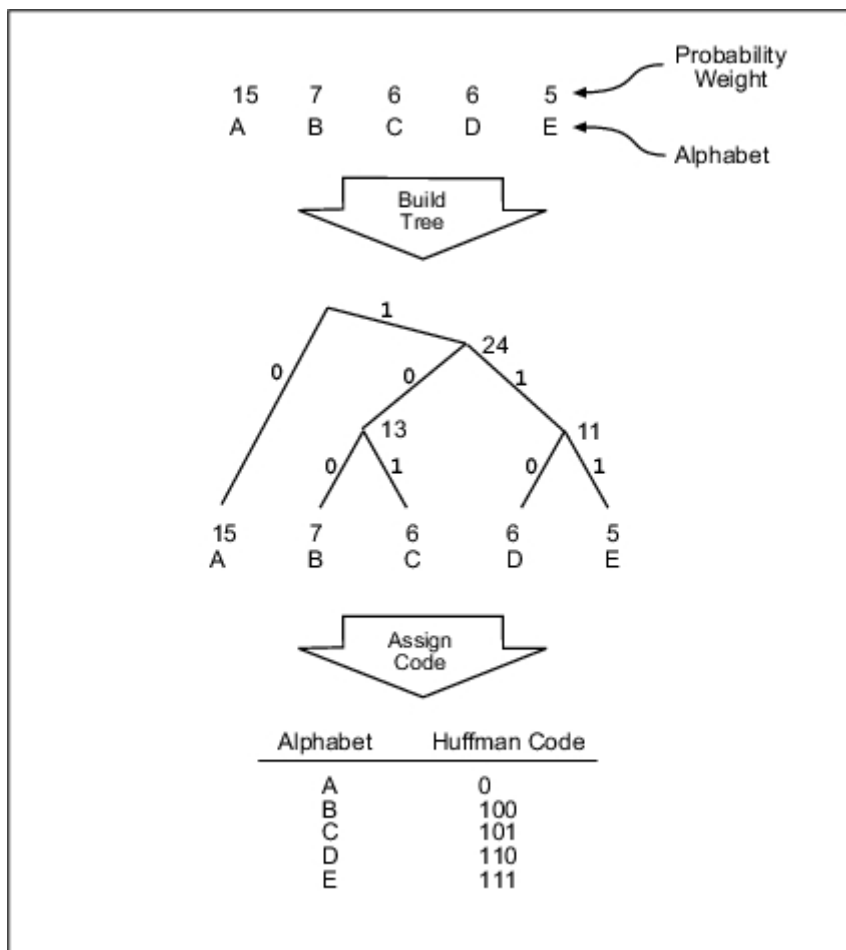 Probability
Weight
15 7 6 6 5
A B C D E
Alphabet
Build
Tree
1
24
0 0 1
13 11
0 1 0 1
15 7 6 6 5
A B C D E
Assign
Code
Alphabet Huffman Code
A 0
B 100
C 101
D 110
E 111